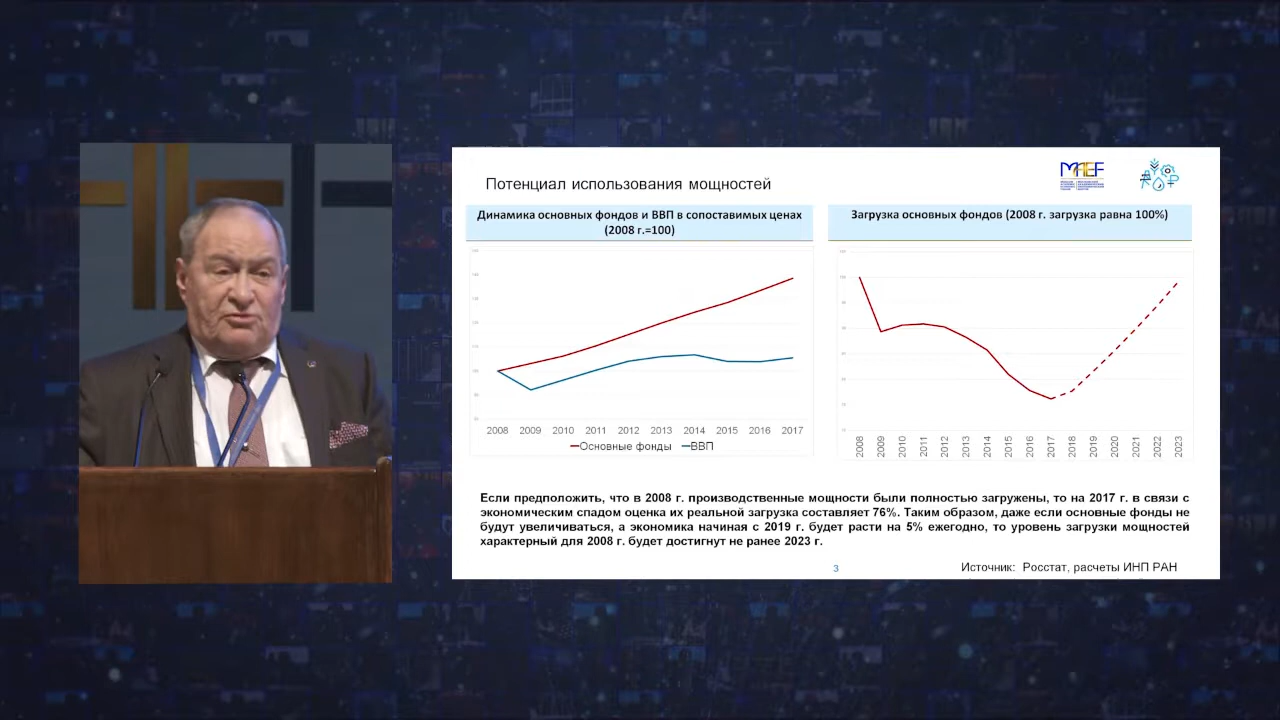 Потенциал использования мощностей
МАEF
Динамика основных фондов и ВВП в сопоставимых ценах
(2008 г.=100)
2008 2009 2010 2011 2012 2013 2014 2015 2016 2017
Основные фонды ВВП
Загрузка основных фондов (2008 г. загрузка равна 100%)
2008 2009 2010 2011 2012 2013 2014 2015 2016 2017 2018 2019 2020 2021 2022 2023
Если предположить, что в 2008 г. производственные мощности были полностью загружены, то на 2017 г. в связи с
экономическим спадом оценка их реальной загрузка составляет 76%. Таким образом, даже если основные фонды не
будут увеличиваться, а экономика начиная с 2019 г. будет расти на 5% ежегодно, то уровень загрузки мощностей
характерный для 2008 г. будет достигнут не ранее 2023 г.
3
Источник: Росстат, расчеты ИНП РАН